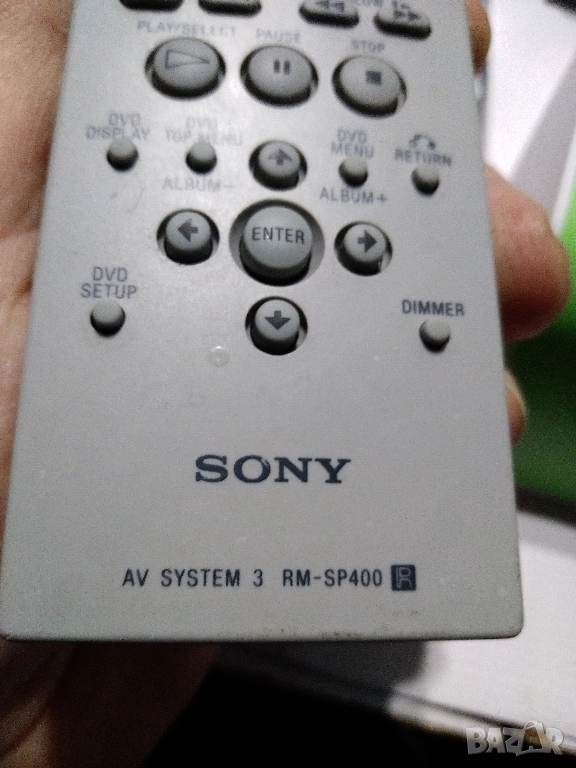 PLAY/SELECT PAUSE STOP
DVD DISPLAY
DVD TOP MENU
DVD MENU
RETURN
ALBUM-
ALBUM+
ENTER
DVD SETUP
DIMMER
SONY
AV SYSTEM 3 RM-SP400 R
BAZAR